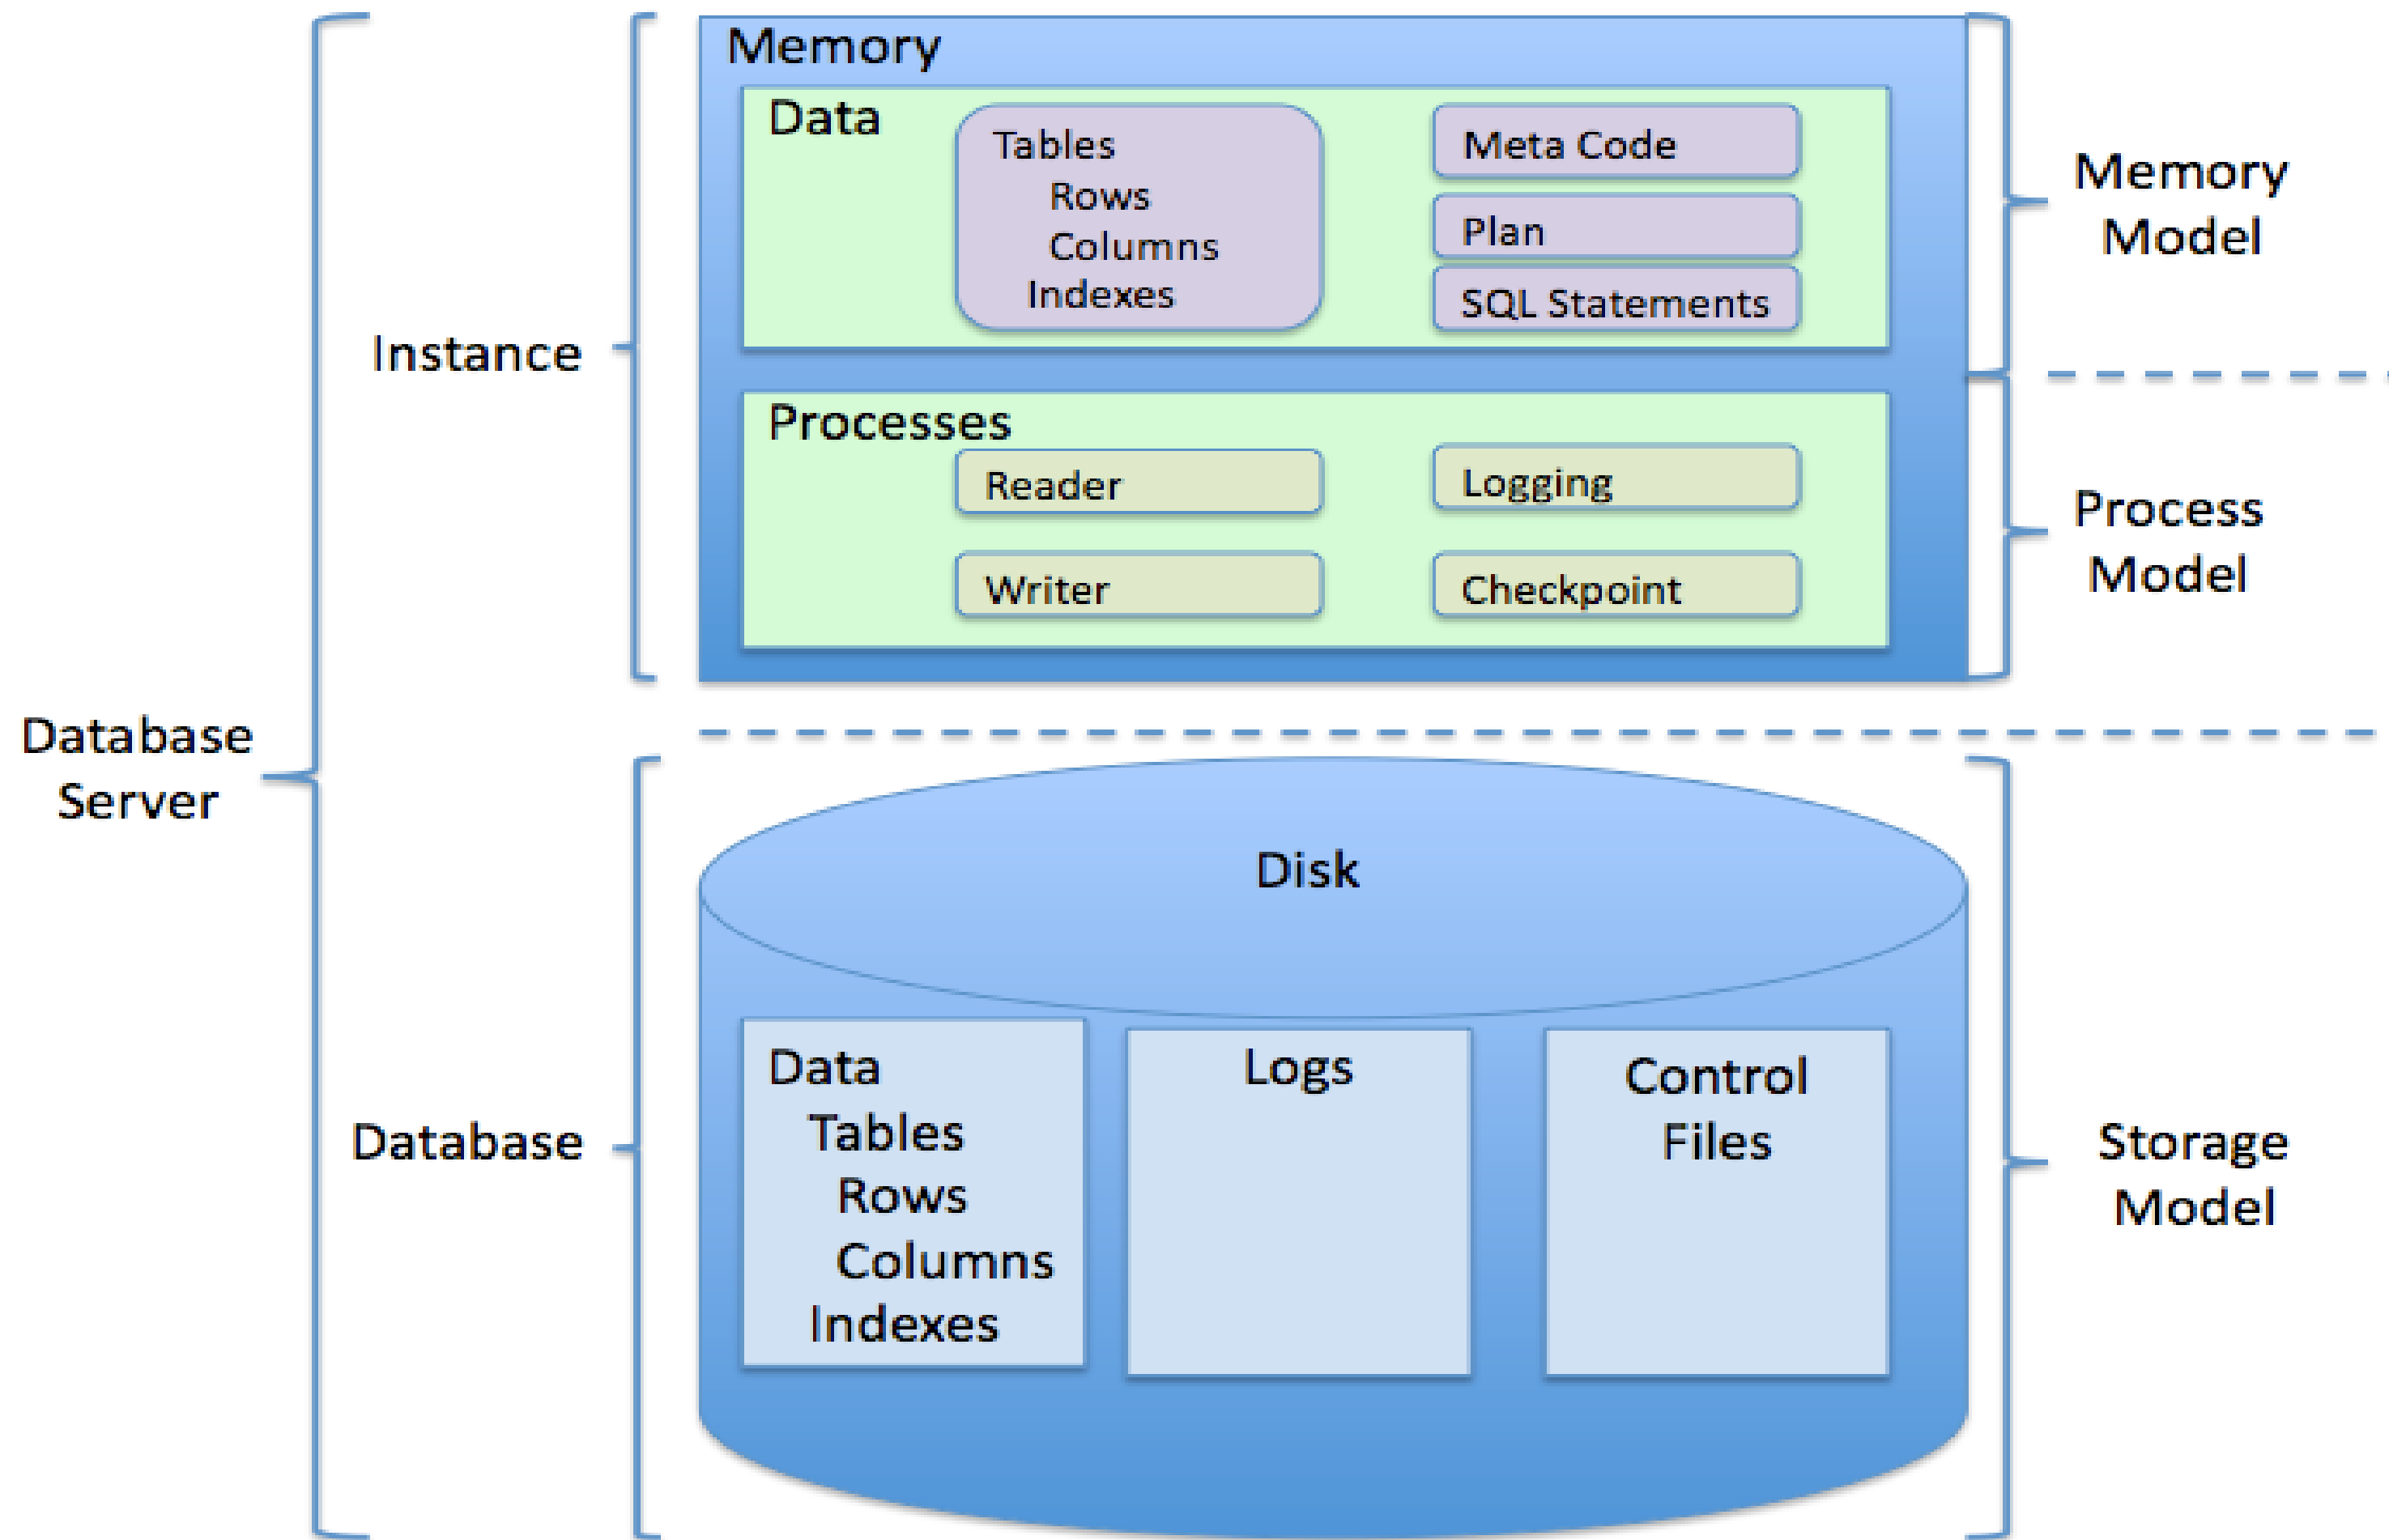 Memory
Data
Tables
Rows
Columns
Indexes
Meta Code
Plan
SQL Statements
Memory
Model
Instance
Processes
Reader
Logging
Writer
Checkpoint
Process
Model
Database
Server
Disk
Data
Tables
Rows
Columns
Indexes
Logs
Control
Files
Database
Storage
Model